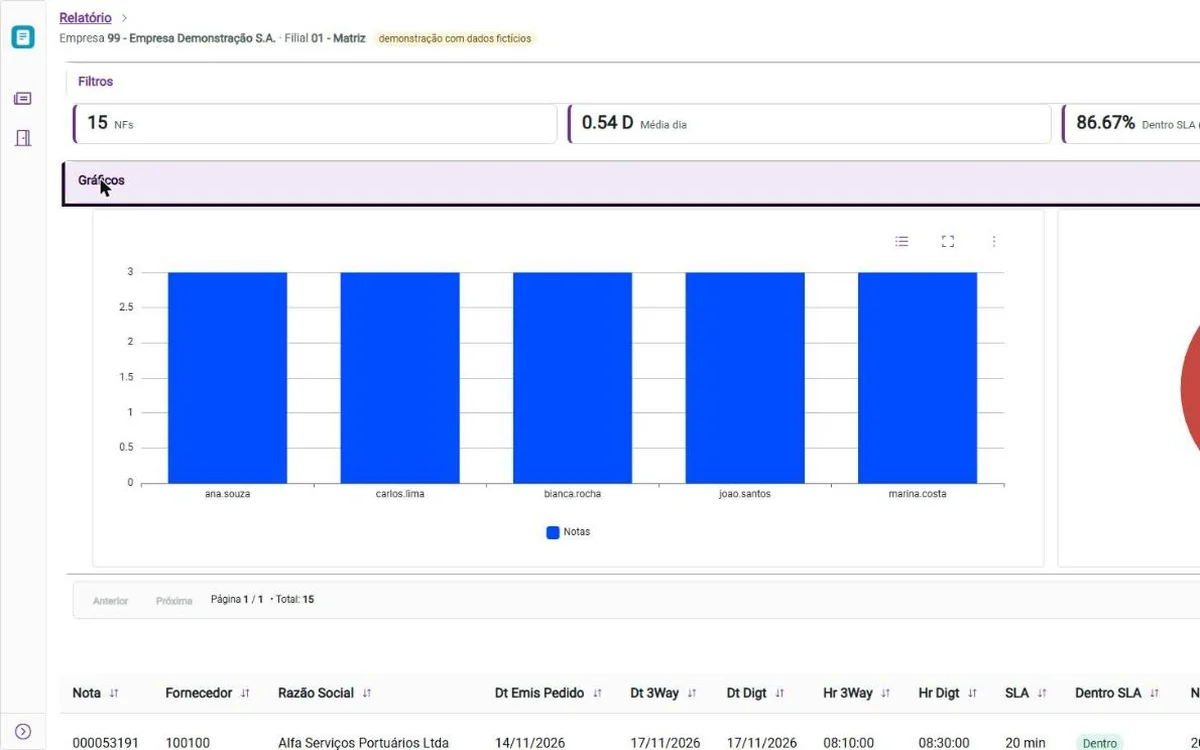 Relatório
Empresa 99 - Empresa Demonstração S.A. · Filial 01 - Matriz demonstração com dados fictícios
Filtros
15 NFs
0.54 D Média dia
86.67% Dentro SLA
Gráficos
3
2.5
2
1.5
1
0.5
0
ana.souza carlos.lima bianca.rocha joao.santos marina.costa
Notas
Anterior Próxima Página 1 / 1 • Total: 15
Nota Fornecedor Razão Social Dt Emis Pedido Dt 3Way Dt Digt Hr 3Way Hr Digt SLA Dentro SLA N
000053191 100100 Alfa Serviços Portuários Ltda 14/11/2026 17/11/2026 17/11/2026 08:10:00 08:30:00 20 min Dentro